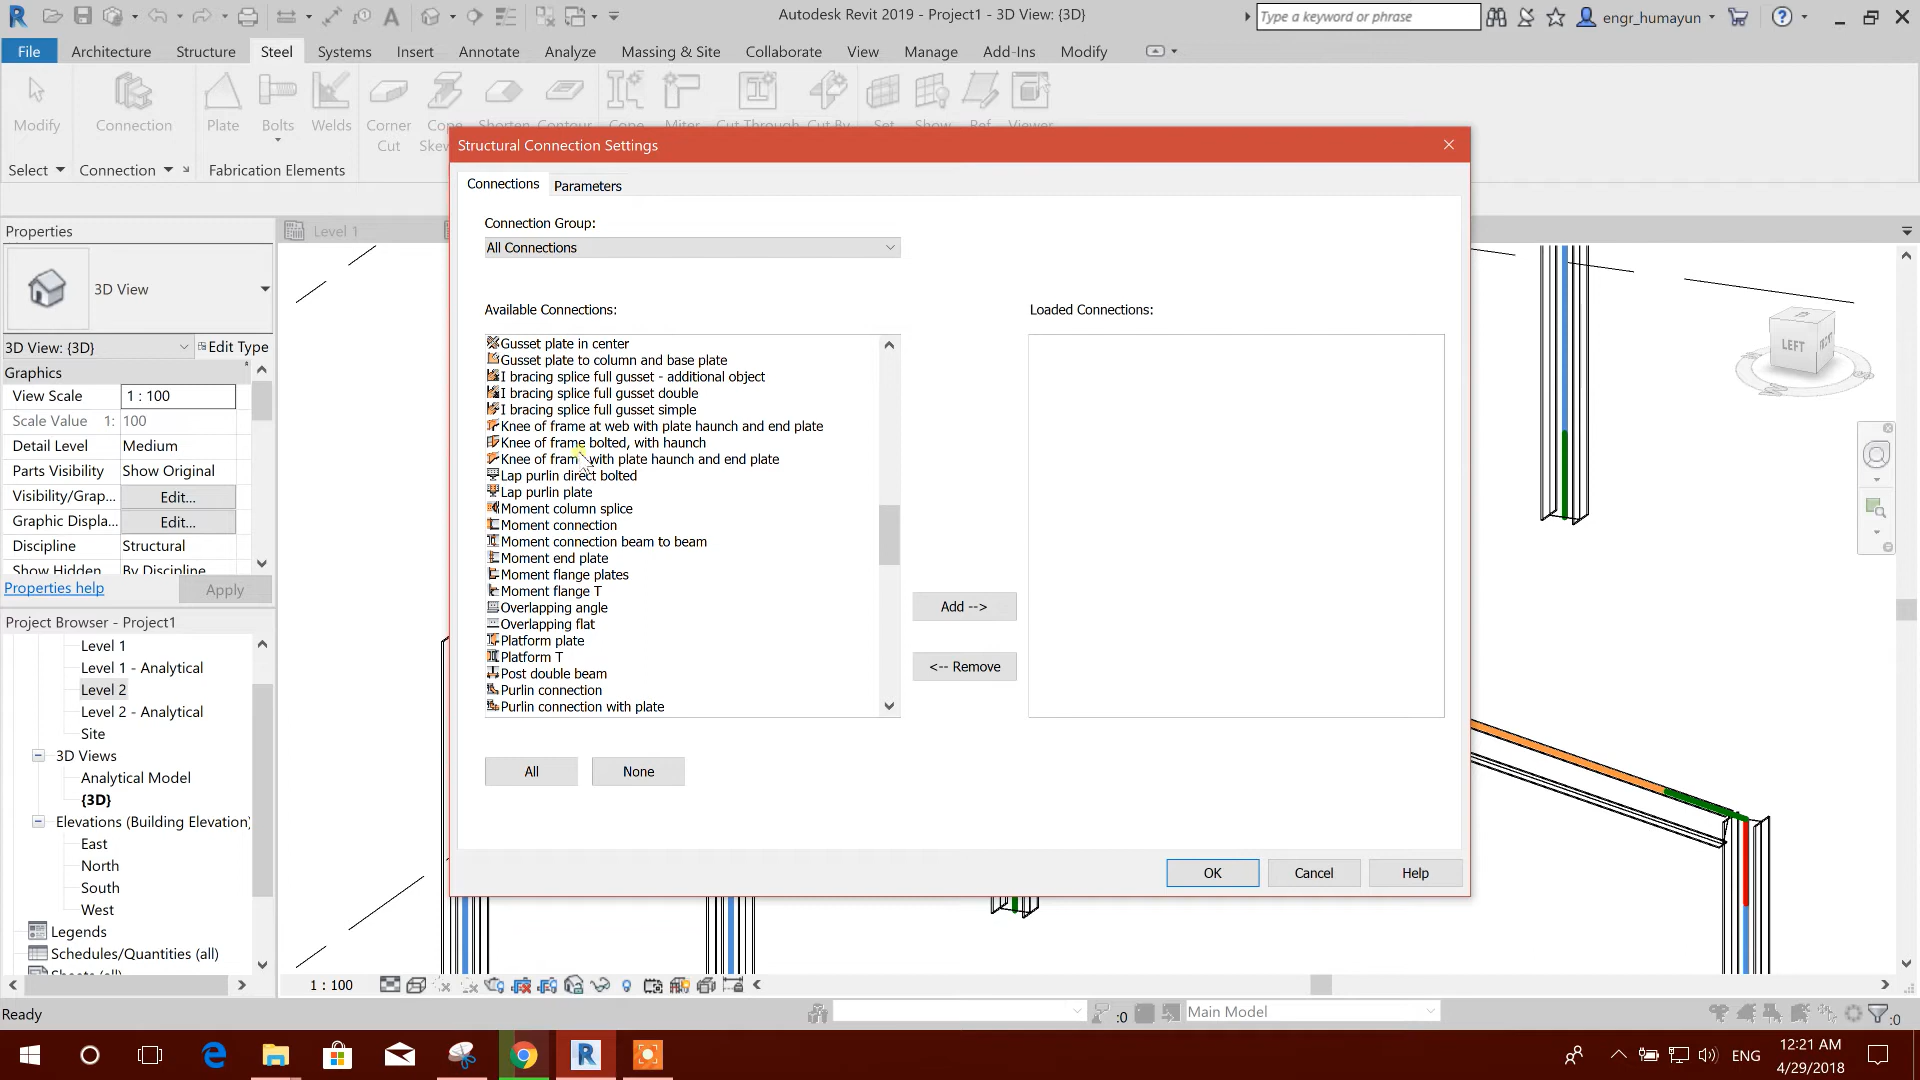 Autodesk Revit 2019 - Project1 - 3D View: {3D}
Type a keyword or phrase
engr_humayun
File Architecture Structure Steel Systems Insert Annotate Analyze Massing & Site Collaborate View Manage Add-Ins Modify
Modify Connection Plate Bolts Welds Corner Cut
Select Connection Fabrication Elements
Structural Connection Settings
Connections Parameters
Connection Group:
All Connections
Available Connections:
Loaded Connections:
Gusset plate in center
Gusset plate to column and base plate
I bracing splice full gusset - additional object
I bracing splice full gusset double
I bracing splice full gusset simple
Knee of frame at web with plate haunch and end plate
Knee of frame bolted, with haunch
Knee of fram with plate haunch and end plate
Lap purlin direct bolted
Lap purlin plate
Moment column splice
Moment connection
Moment connection beam to beam
Moment end plate
Moment flange plates
Moment flange T
Overlapping angle
Overlapping flat
Platform plate
Platform T
Post double beam
Purlin connection
Purlin connection with plate
Add -->
<-- Remove
All None
OK Cancel Help
Properties
Level 1
3D View
3D View: {3D} Edit Type
Graphics
View Scale 1 : 100
Scale Value 1: 100
Detail Level Medium
Parts Visibility Show Original
Visibility/Grap... Edit...
Graphic Displa... Edit...
Discipline Structural
Show Hidden By Discipline
Properties help Apply
Project Browser - Project1
Level 1
Level 1 - Analytical
Level 2
Level 2 - Analytical
Site
3D Views
Analytical Model
{3D}
Elevations (Building Elevation)
East
North
South
West
Legends
Schedules/Quantities (all)
LEFT
1 : 100
Ready
:0
Main Model
:0
ENG
12:21 AM
4/29/2018